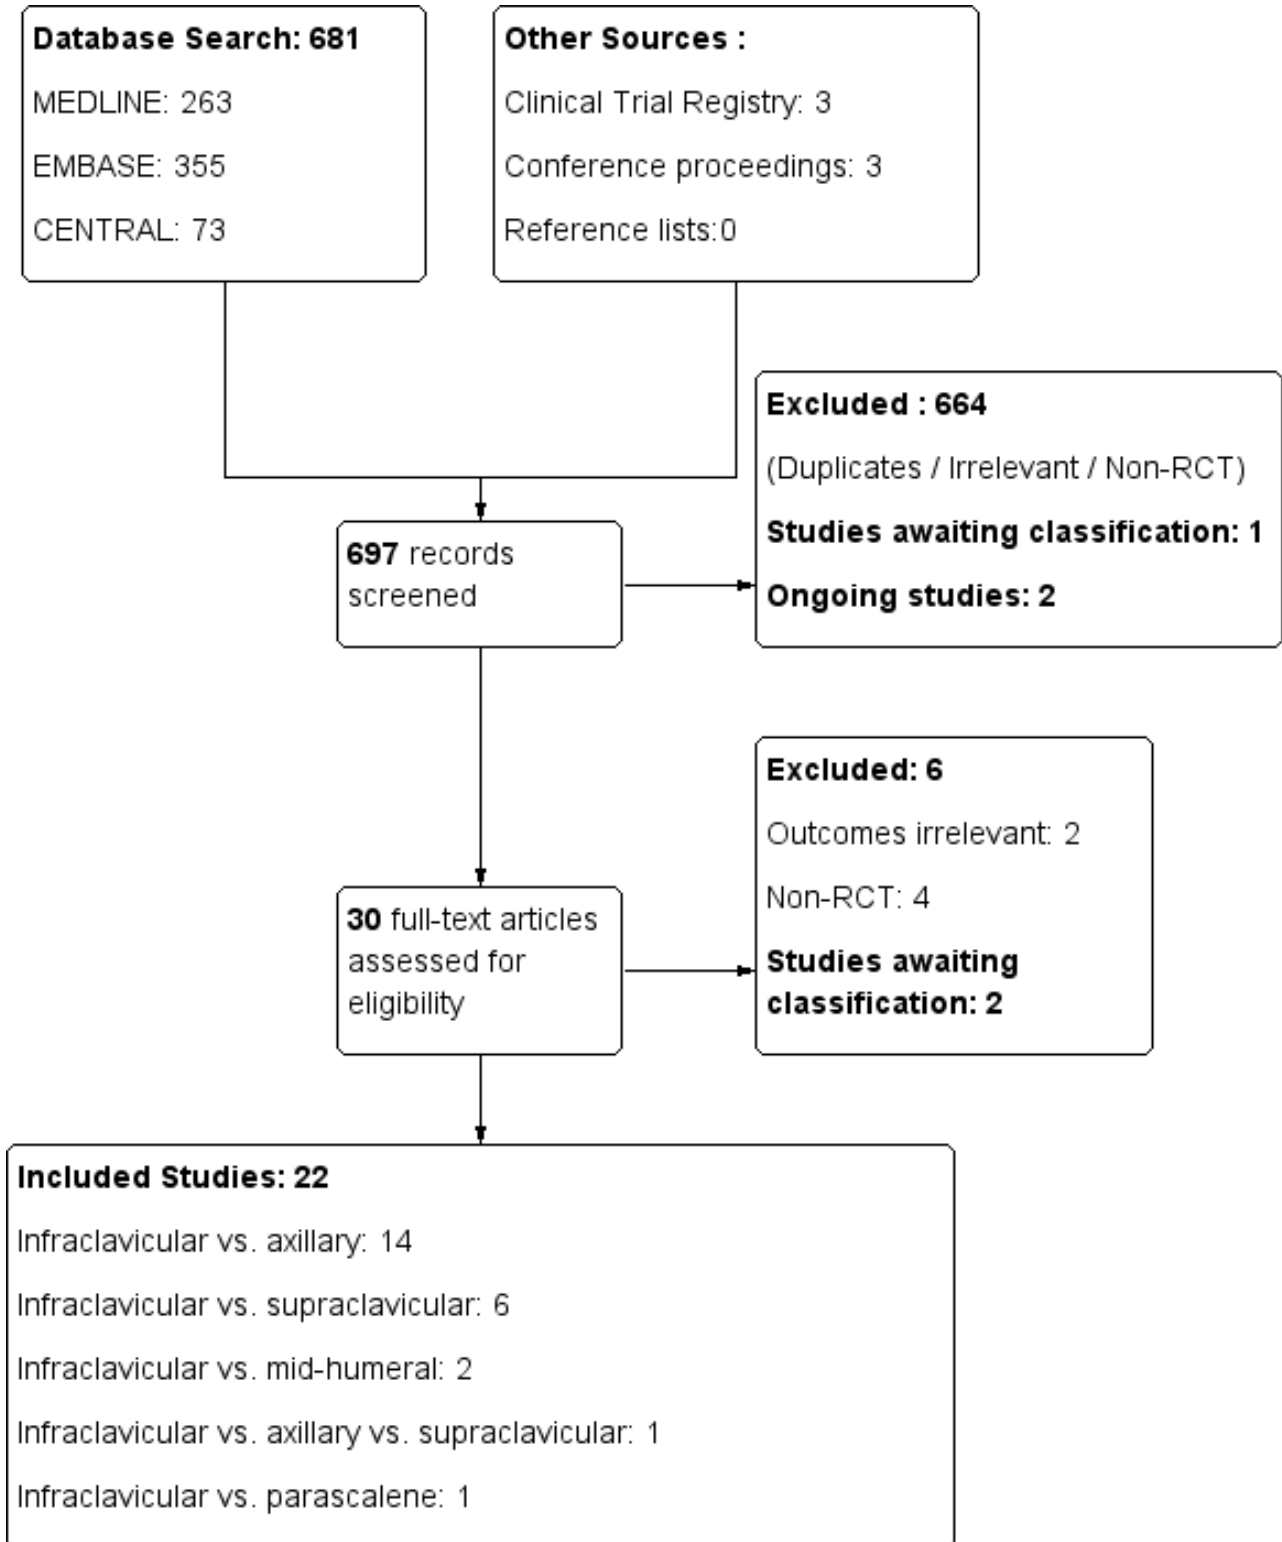 Database Search: 681
MEDLINE: 263
EMBASE: 355
CENTRAL: 73
Other Sources :
Clinical Trial Registry: 3
Conference proceedings: 3
Reference lists:0
Excluded : 664
(Duplicates / Irrelevant / Non-RCT)
Studies awaiting classification: 1
Ongoing studies: 2
697 records
screened
Excluded: 6
Outcomes irrelevant: 2
Non-RCT: 4
Studies awaiting
classification: 2
30 full-text articles
assessed for
eligibility
Included Studies: 22
Infraclavicular vs. axillary: 14
Infraclavicular vs. supraclavicular: 6
Infraclavicular vs. mid-humeral: 2
Infraclavicular vs. axillary vs. supraclavicular: 1
Infraclavicular vs. parascalene: 1